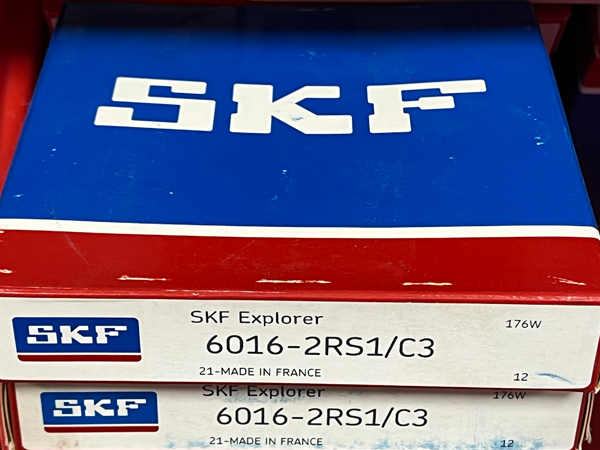 SKF
SKF
SKF Explorer
176W
6016-2RS1/C3
21-MADE IN FRANCE
12
SKF
SKF Explorer
176W
6016-2RS1/C3
21-MADE IN FRANCE
12